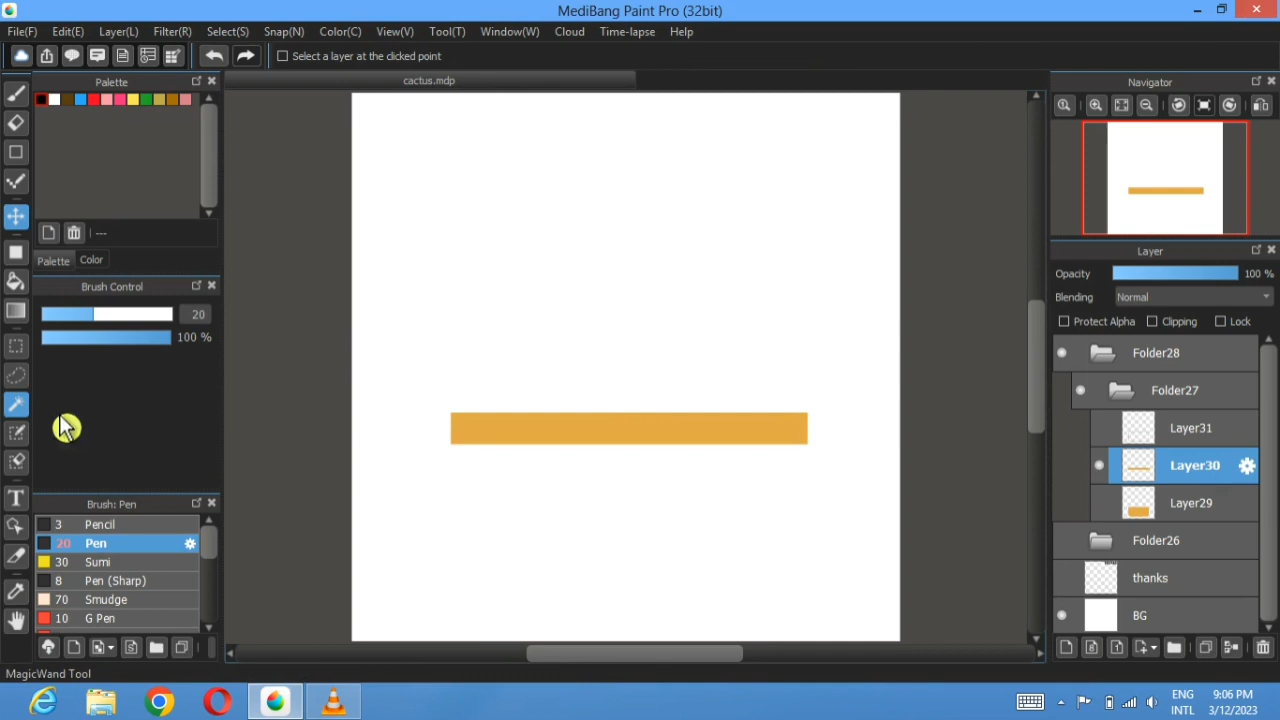 MediBang Paint Pro (32bit)
File(F) Edit(E) Layer(L) Filter(R) Select(S) Snap(N) Color(C) View(V) Tool(T) Window(W) Cloud Time-lapse Help
Select a layer at the clicked point
Palette
cactus.mdp
Navigator
---
Palette Color
Brush Control
20
100 %
Layer
Opacity 100 %
Blending Normal
Protect Alpha Clipping Lock
Folder28
Folder27
Layer31
Layer30
Layer29
Folder26
thanks
BG
Brush: Pen
3 Pencil
20 Pen
30 Sumi
8 Pen (Sharp)
70 Smudge
10 G Pen
MagicWand Tool
ENG
INTL
9:06 PM
3/12/2023